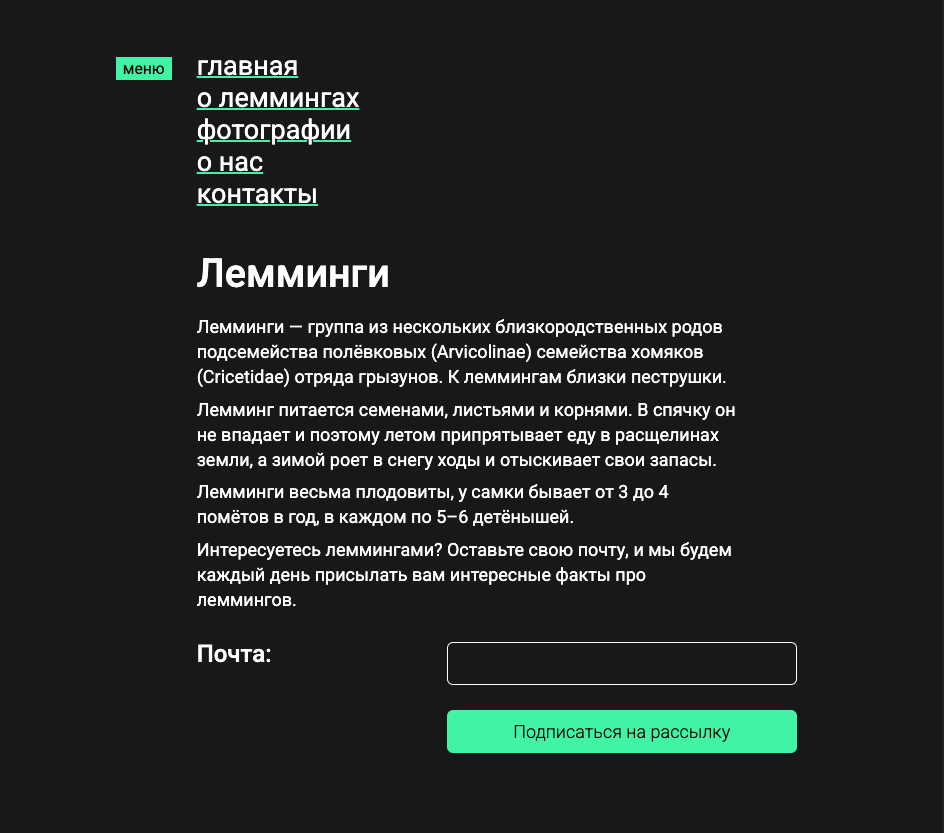 меню
главная
о леммингах
фотографии
о нас
контакты
Лемминги
Лемминги — группа из нескольких близкородственных родов
подсемейства полёвковых (Arvicolinae) семейства хомяков
(Cricetidae) отряда грызунов. К леммингам близки пеструшки.
Лемминг питается семенами, листьями и корнями. В спячку он
не впадает и поэтому летом припрятывает еду в расщелинах
земли, а зимой роет в снегу ходы и отыскивает свои запасы.
Лемминги весьма плодовиты, у самки бывает от 3 до 4
помётов в год, в каждом по 5–6 детёнышей.
Интересуетесь леммингами? Оставьте свою почту, и мы будем
каждый день присылать вам интересные факты про
леммингов.
Почта:
Подписаться на рассылку